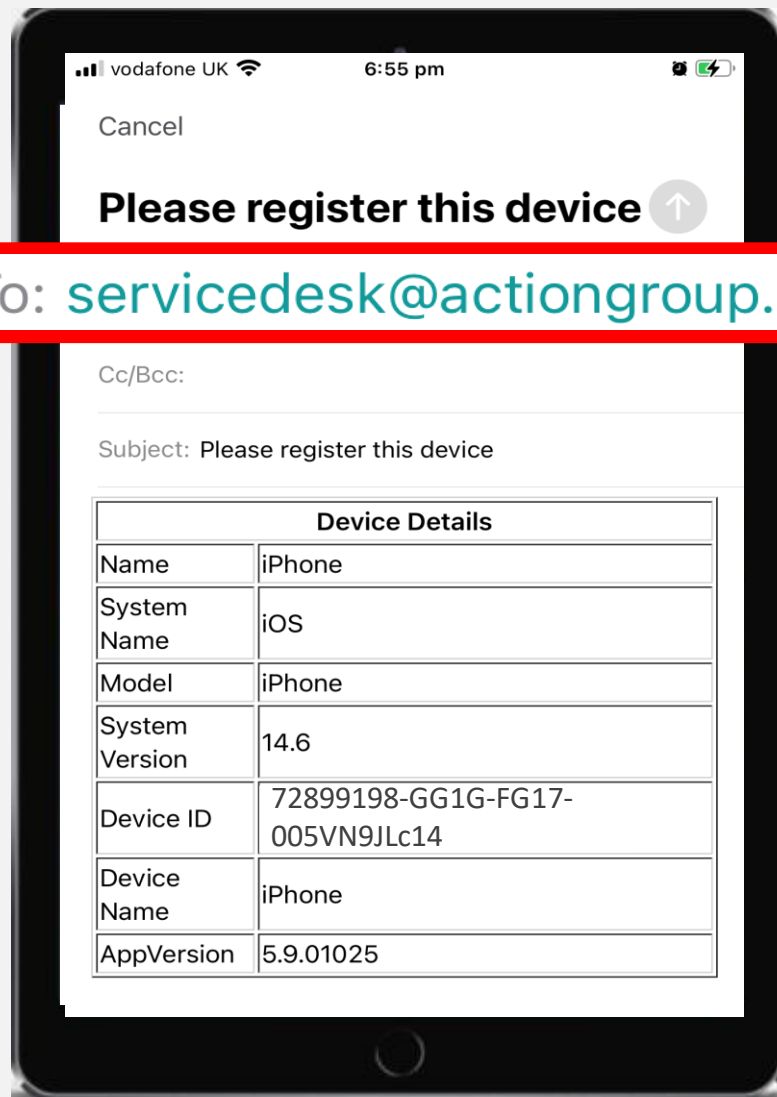 vodafone UK 6:55 pm
Cancel
Please register this device
o: servicedesk@actiongroup.
Cc/Bcc:
Subject: Please register this device
Device Details
Name iPhone
System Name iOS
Model iPhone
System Version 14.6
Device ID 72899198-GG1G-FG17-
005VN9JLc14
Device Name iPhone
AppVersion 5.9.01025